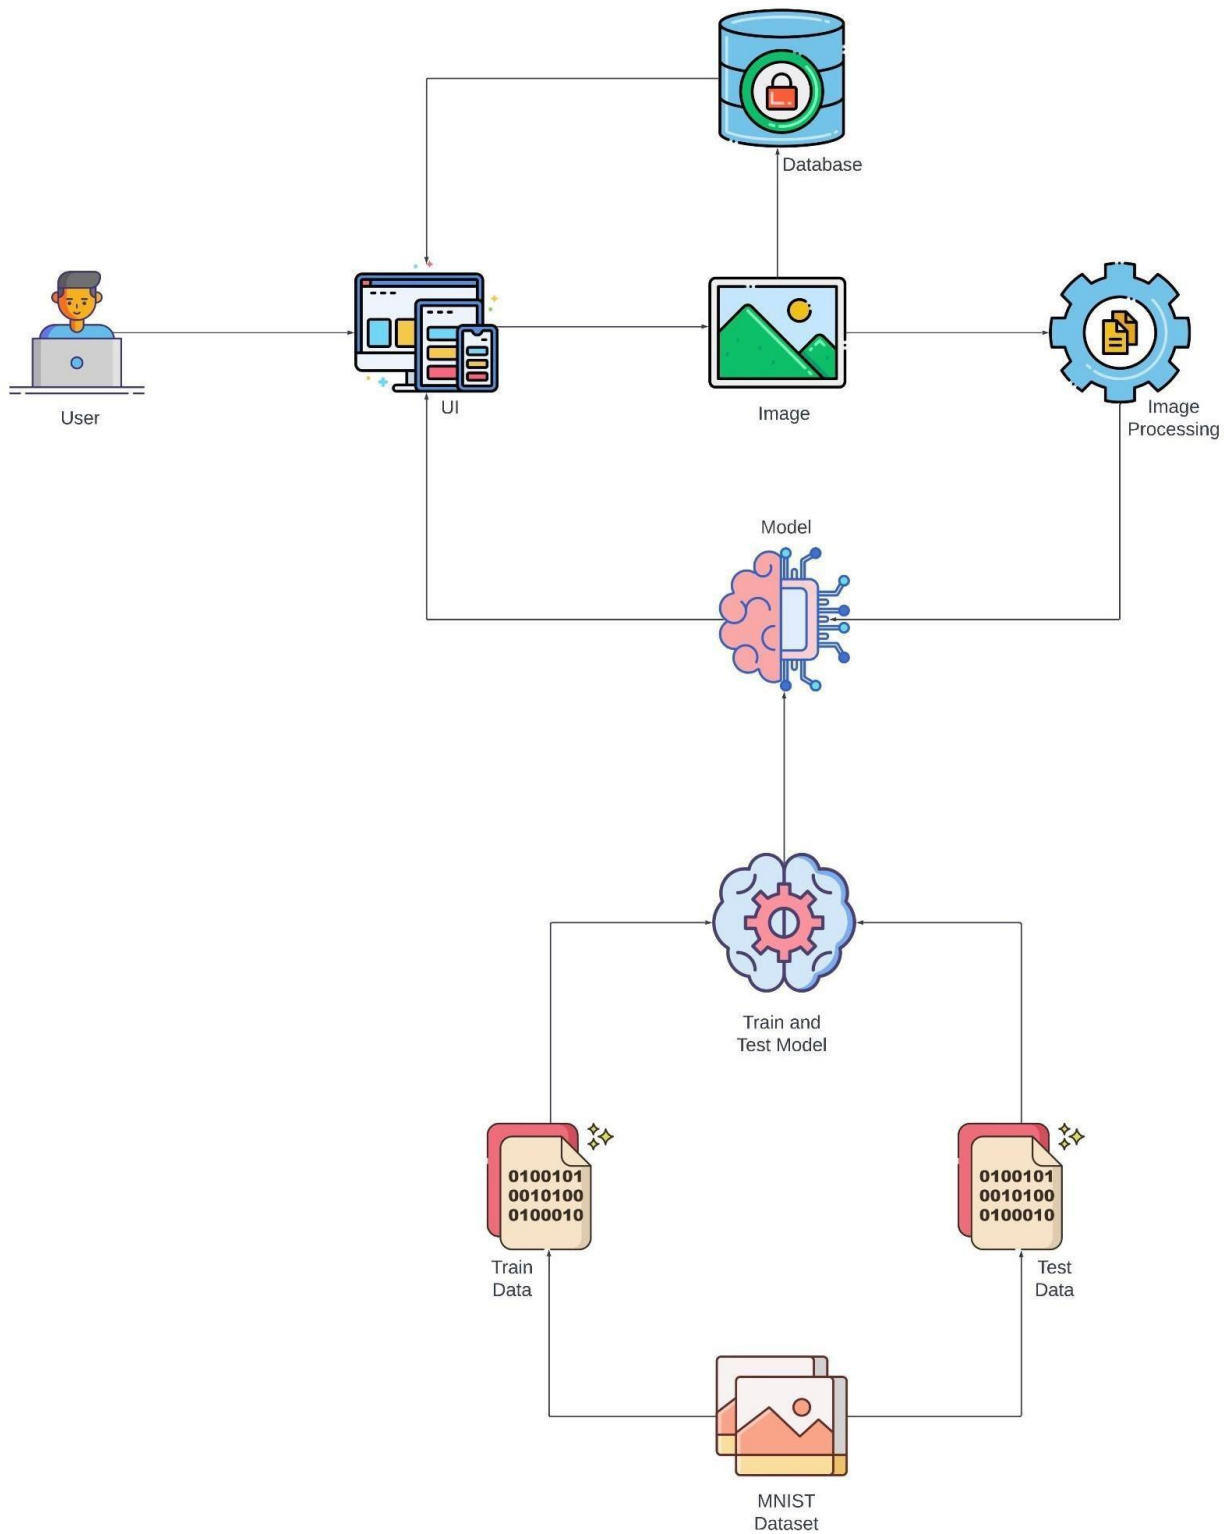 Database
User
UI
Image
Image
Processing
Model
Train and
Test Model
0100101
0010100
0100010
Train
Data
0100101
0010100
0100010
Test
Data
MNIST
Dataset